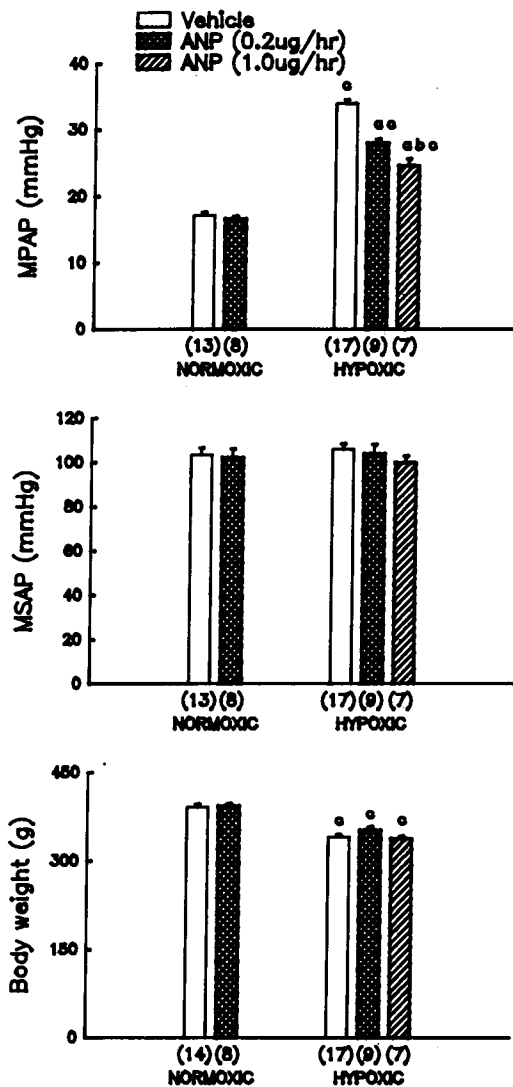 Vehicle
ANP (0.2ug/hr)
ANP (1.0ug/hr)
MPAP (mmHg)
40
30
20
10
0
c
a c
a b c
(13) (8) (17) (9) (7)
NORMOXIC HYPOXIC
MSAP (mmHg)
120
100
80
60
40
20
0
(13) (8) (17) (9) (7)
NORMOXIC HYPOXIC
Body weight (g)
450
300
150
0
c c c
(14) (8) (17) (9) (7)
NORMOXIC HYPOXIC